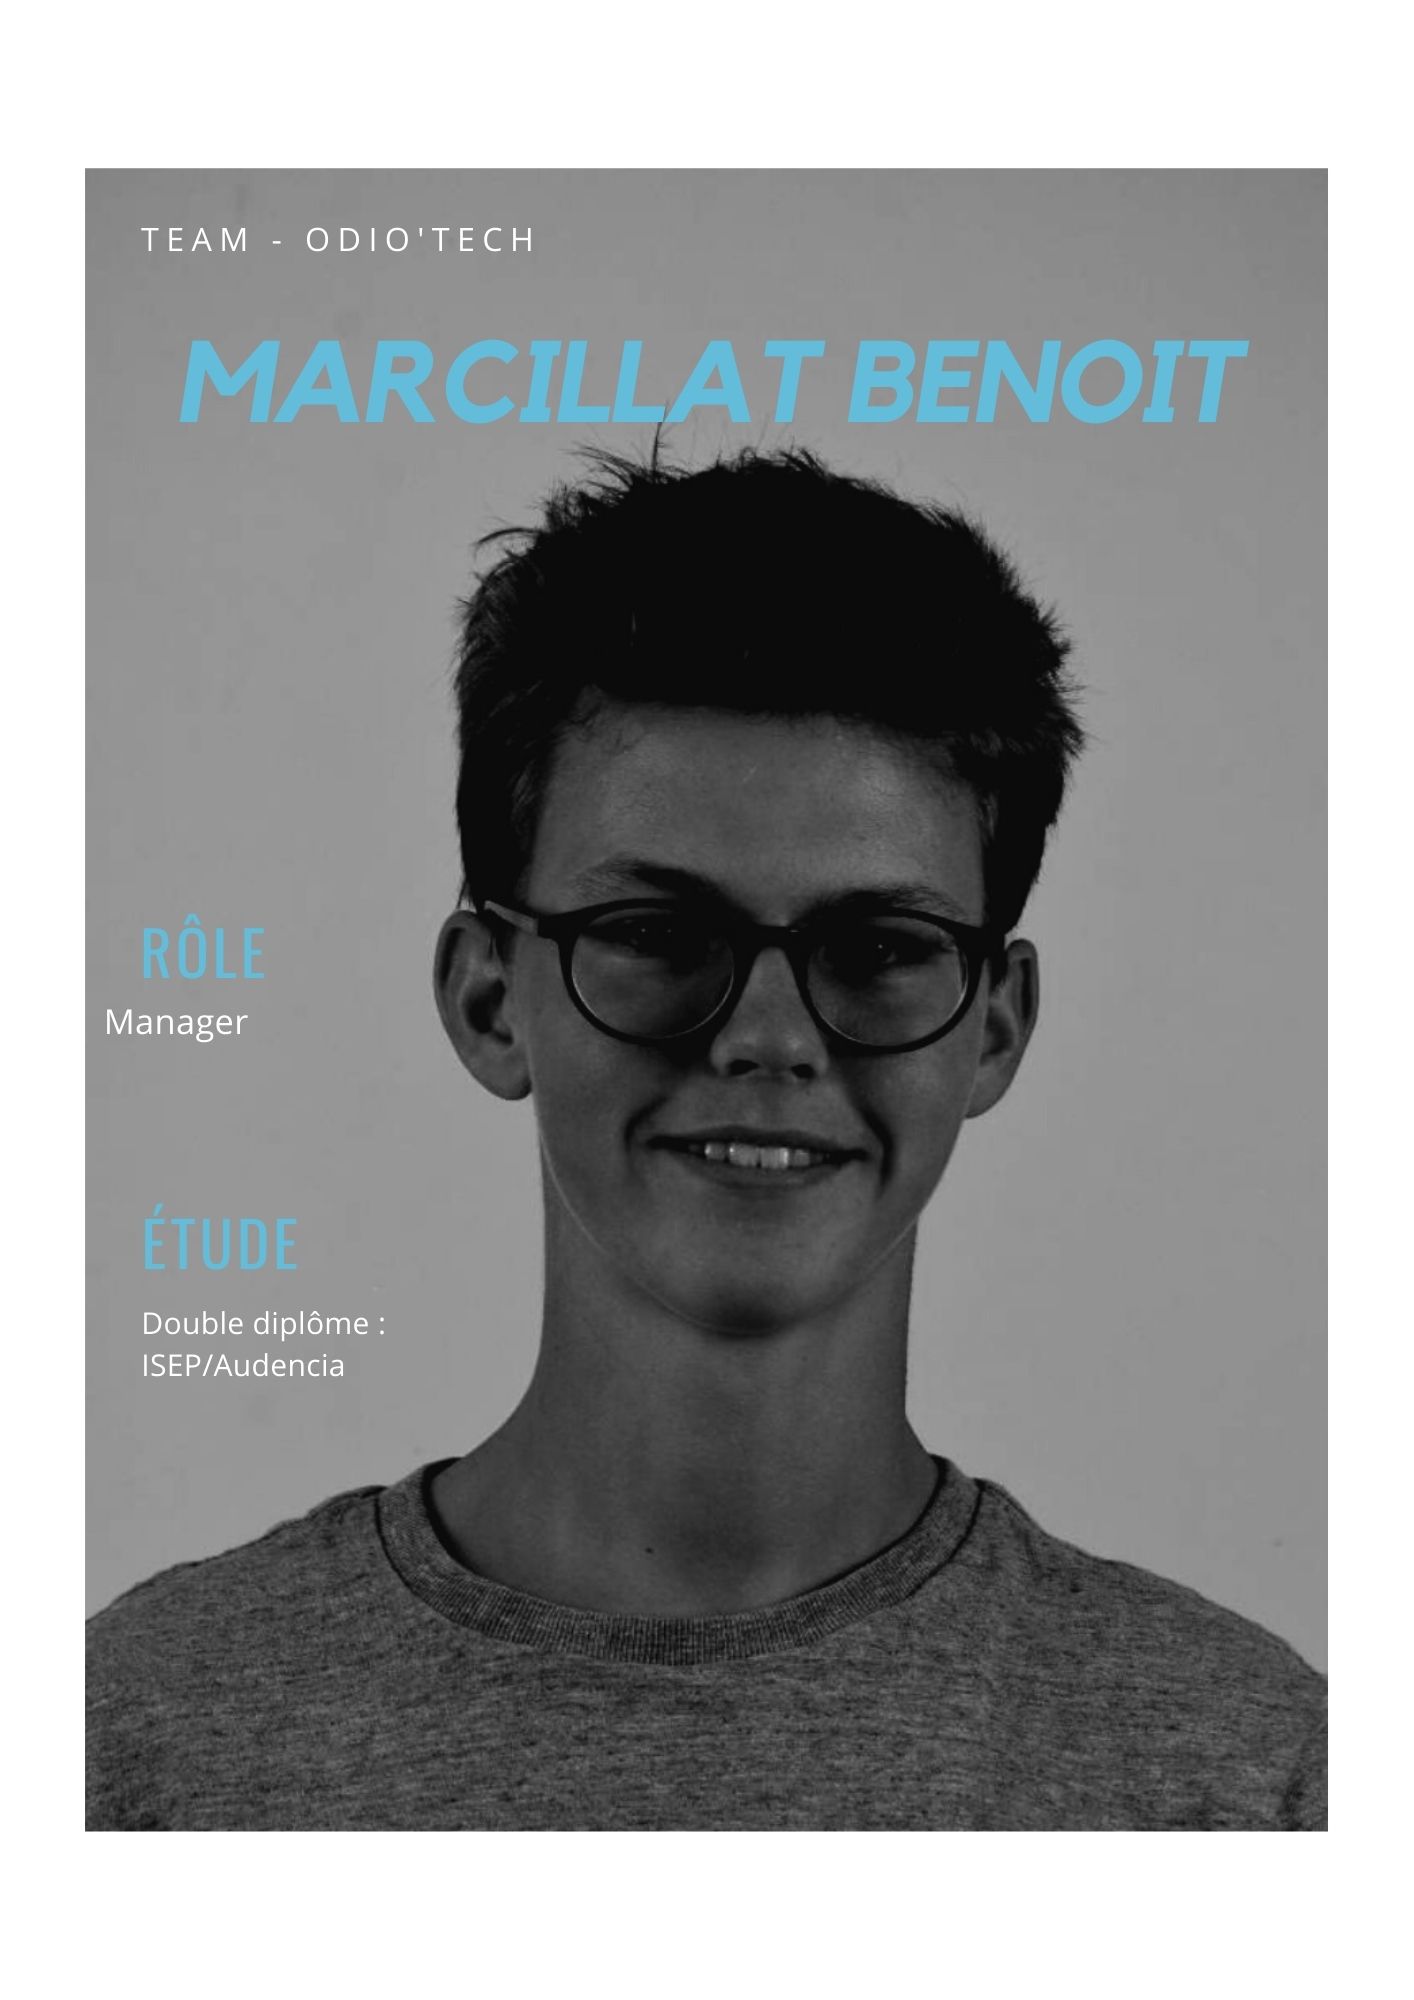 TEAM - ODIO'TECH
MARCILLAT BENOIT
RÔLE
Manager
ÉTUDE
Double diplôme :
ISEP/Audencia